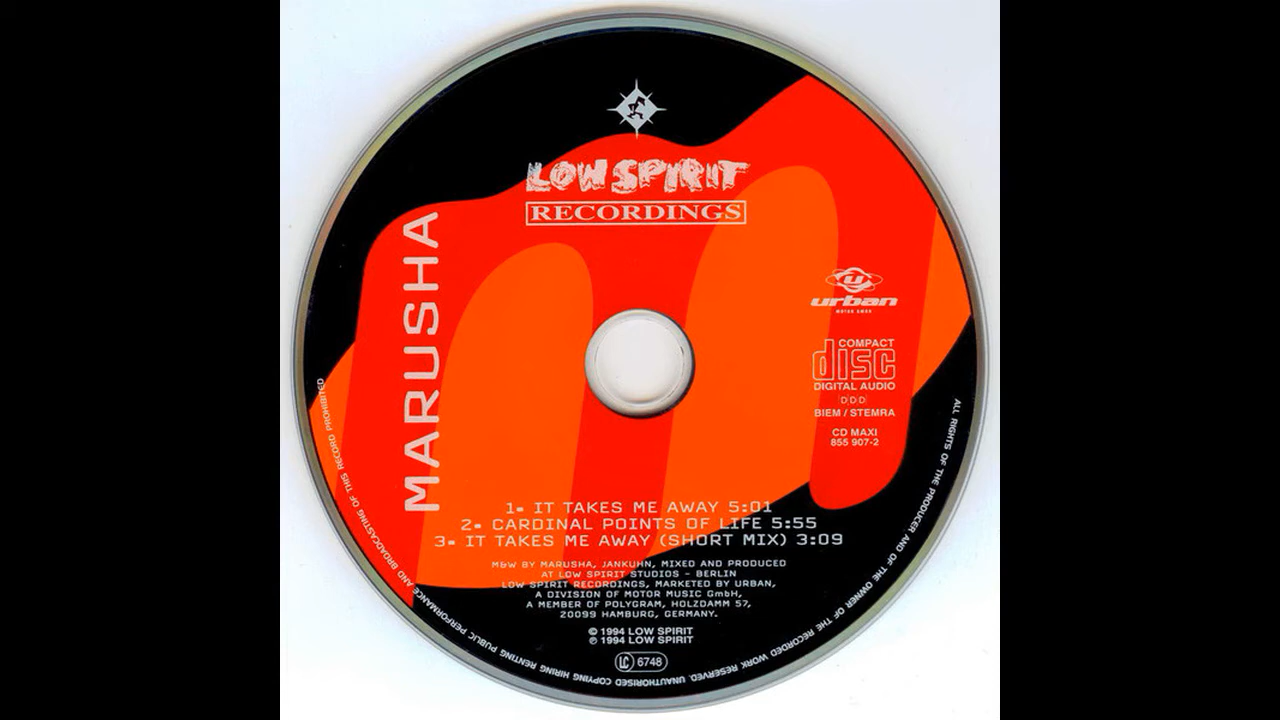 LOW SPIRIT
RECORDINGS
MARUSHA
urban
MOTOR GMBH
COMPACT
disc
DIGITAL AUDIO
DDD
BIEM / STEMRA
CD MAXI
855 907-2
1. IT TAKES ME AWAY 5:01
2. CARDINAL POINTS OF LIFE 5:55
3. IT TAKES ME AWAY (SHORT MIX) 3:09
M&W BY MARUSHA, JANKUHN, MIXED AND PRODUCED
AT LOW SPIRIT STUDIOS - BERLIN
LOW SPIRIT RECORDINGS, MARKETED BY URBAN,
A DIVISION OF MOTOR MUSIC GmbH,
A MEMBER OF POLYGRAM, HOLZDAMM 57,
20099 HAMBURG, GERMANY.
© 1994 LOW SPIRIT
℗ 1994 LOW SPIRIT
LC 6748
ALL RIGHTS OF THE PRODUCER AND OF THE OWNER OF THE RECORDED WORK RESERVED. UNAUTHORISED COPYING HIRING RENTING PUBLIC PERFORMANCE AND BROADCASTING OF THIS RECORD PROHIBITED